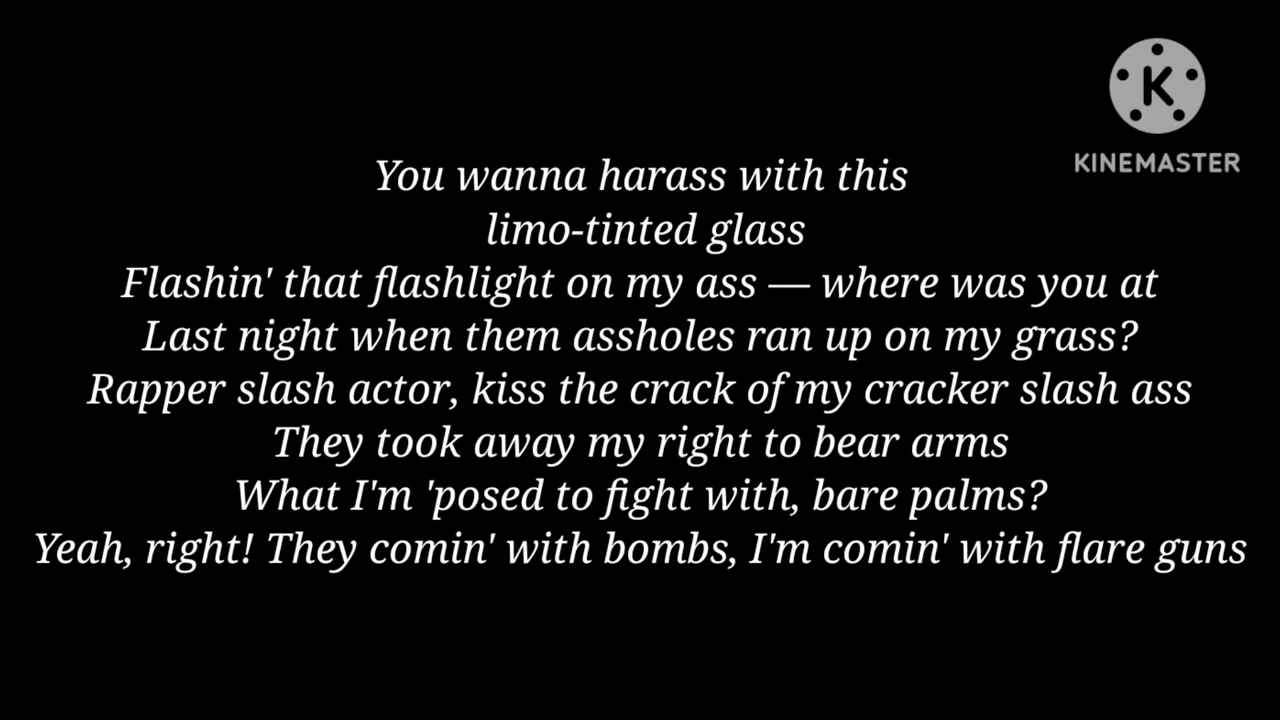 K
KINEMASTER
You wanna harass with this
limo-tinted glass
Flashin' that flashlight on my ass — where was you at
Last night when them assholes ran up on my grass?
Rapper slash actor, kiss the crack of my cracker slash ass
They took away my right to bear arms
What I'm 'posed to fight with, bare palms?
Yeah, right! They comin' with bombs, I'm comin' with flare guns